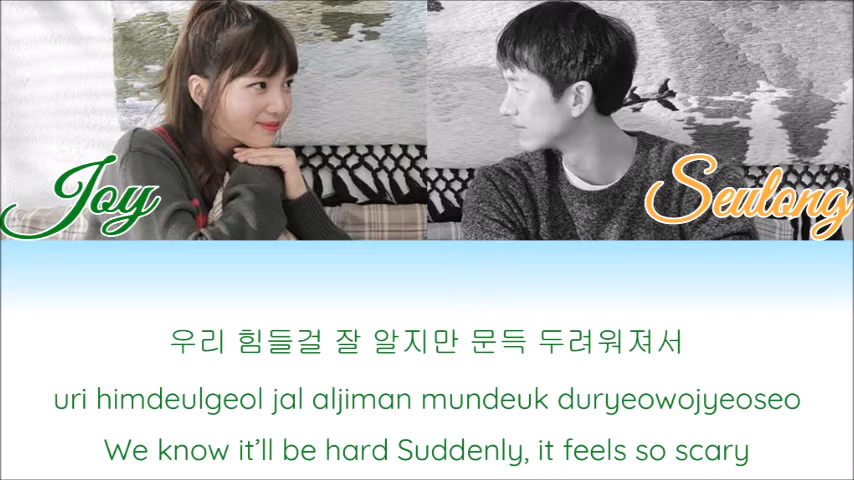 Joy
Seulong
우리 힘들걸 잘 알지만 문득 두려워져서
uri himdeulgeol jal aljiman mundeuk duryeowojyeoseo
We know it’ll be hard Suddenly, it feels so scary